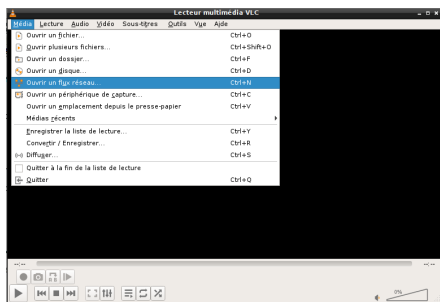 Lecteur multimédia VLC
Média Lecture Audio Vidéo Sous-titres Outils Vue Aide
Ouvrir un fichier... Ctrl+O
Ouvrir plusieurs fichiers... Ctrl+Shift+O
Ouvrir un dossier... Ctrl+F
Ouvrir un disque... Ctrl+D
Ouvrir un flux réseau... Ctrl+N
Ouvrir un périphérique de capture... Ctrl+C
Ouvrir un emplacement depuis le presse-papier Ctrl+V
Médias récents
Enregistrer la liste de lecture... Ctrl+Y
Convertir / Enregistrer... Ctrl+R
Diffuser... Ctrl+S
Quitter à la fin de la liste de lecture
Quitter Ctrl+Q
--:-- --:--
0%